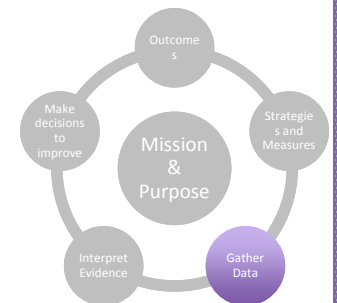 Outcome
s
Strategie
s and
Measures
Gather
Data
Interpret
Evidence
Make
decisions
to
improve
Mission
&
Purpose